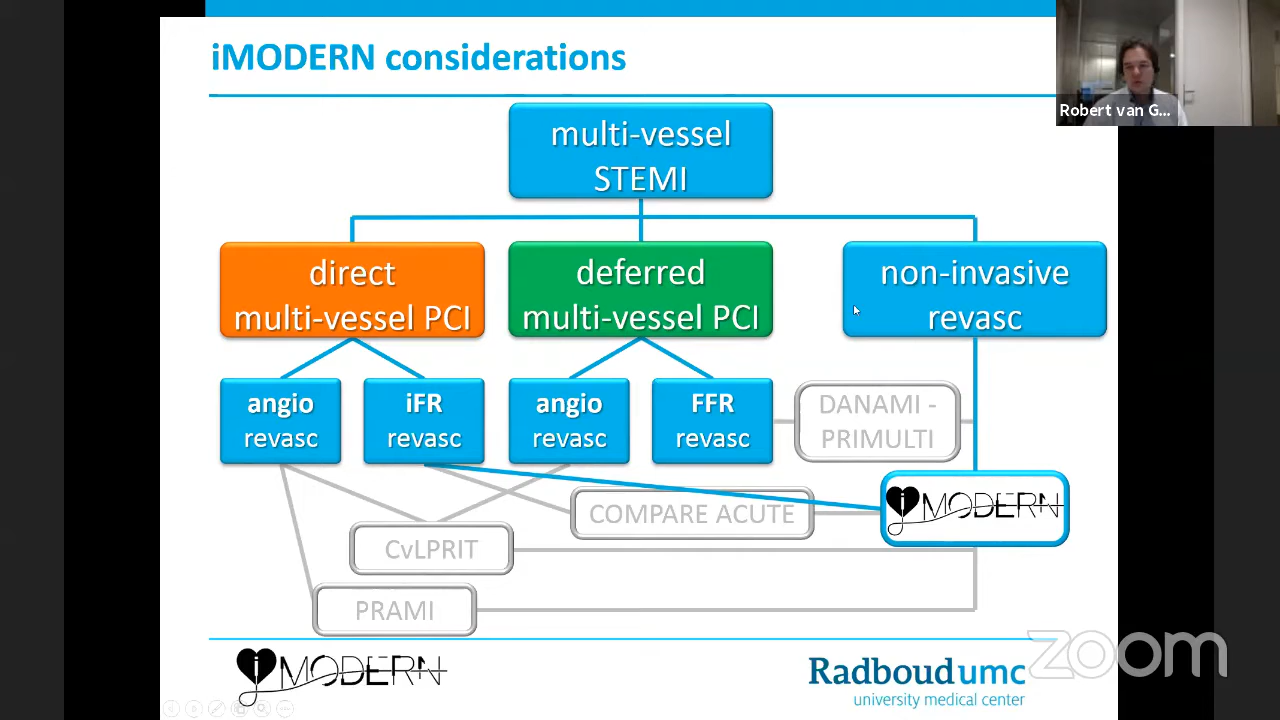 iMODERN considerations
Robert van G...
multi-vessel
STEMI
direct
multi-vessel PCI
deferred
multi-vessel PCI
non-invasive
revasc
angio
revasc
iFR
revasc
angio
revasc
FFR
revasc
DANAMI -
PRIMULTI
iMODERN
COMPARE ACUTE
CvLPRIT
PRAMI
iMODERN
Radboudumc
university medical center
zoom